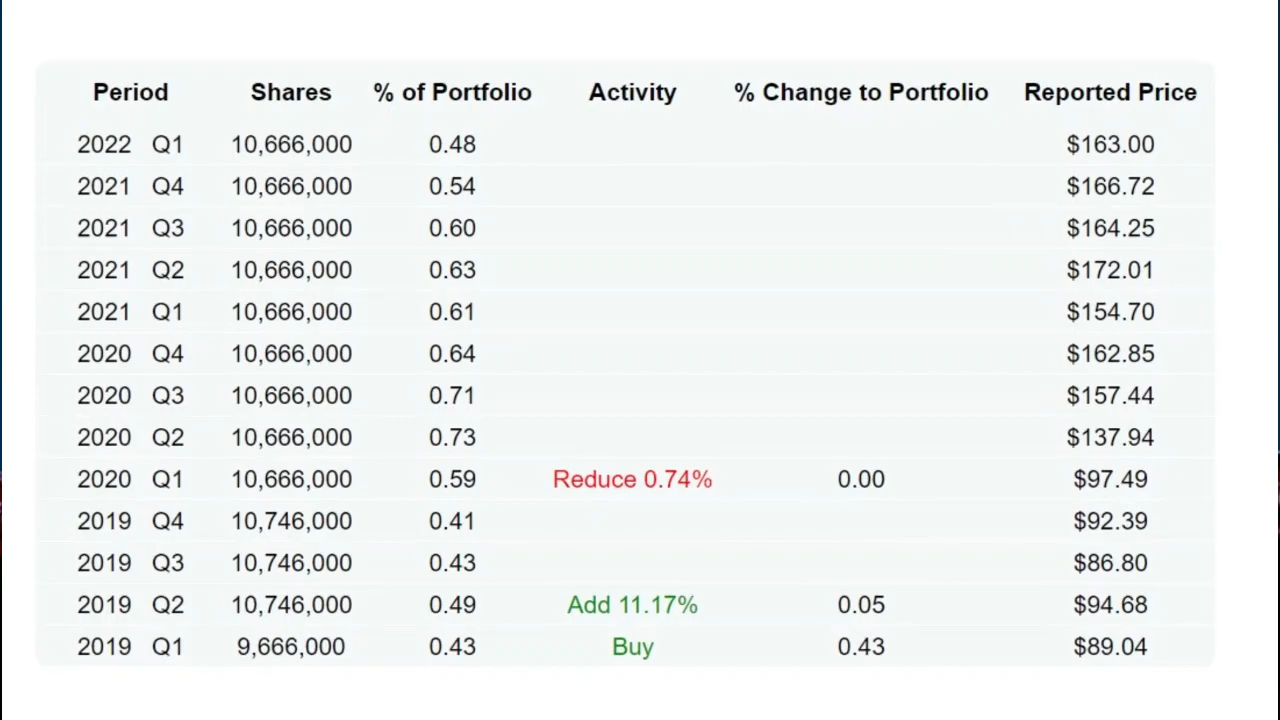 Period Shares % of Portfolio Activity % Change to Portfolio Reported Price
2022 Q1 10,666,000 0.48 $163.00
2021 Q4 10,666,000 0.54 $166.72
2021 Q3 10,666,000 0.60 $164.25
2021 Q2 10,666,000 0.63 $172.01
2021 Q1 10,666,000 0.61 $154.70
2020 Q4 10,666,000 0.64 $162.85
2020 Q3 10,666,000 0.71 $157.44
2020 Q2 10,666,000 0.73 $137.94
2020 Q1 10,666,000 0.59 Reduce 0.74% 0.00 $97.49
2019 Q4 10,746,000 0.41 $92.39
2019 Q3 10,746,000 0.43 $86.80
2019 Q2 10,746,000 0.49 Add 11.17% 0.05 $94.68
2019 Q1 9,666,000 0.43 Buy 0.43 $89.04